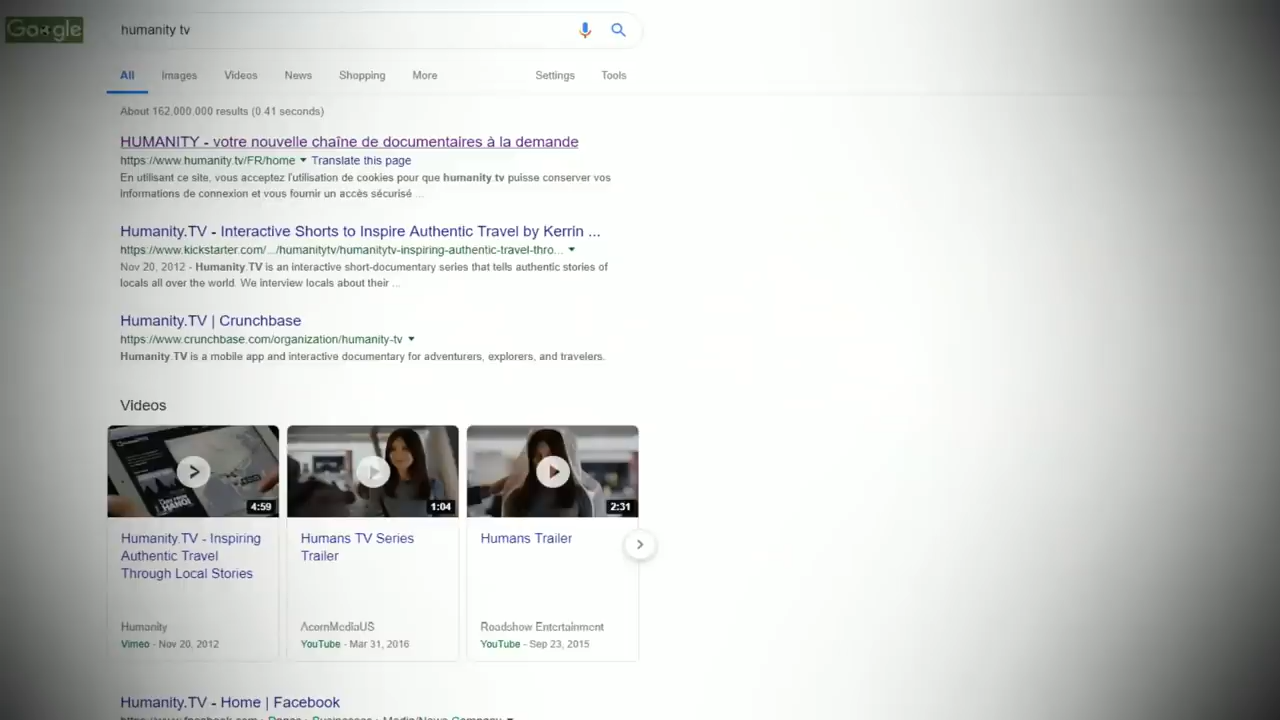 Google
humanity tv
All Images Videos News Shopping More Settings Tools
About 162,000,000 results (0.41 seconds)
HUMANITY - votre nouvelle chaîne de documentaires à la demande
https://www.humanity.tv/FR/home Translate this page
En utilisant ce site, vous acceptez l'utilisation de cookies pour que humanity tv puisse conserver vos
informations de connexion et vous fournir un accès sécurisé ...
Humanity.TV - Interactive Shorts to Inspire Authentic Travel by Kerrin ...
https://www.kickstarter.com/.../humanitytv/humanitytv-inspiring-authentic-travel-thro...
Nov 20, 2012 - Humanity.TV is an interactive short-documentary series that tells authentic stories of
locals all over the world. We interview locals about their ...
Humanity.TV | Crunchbase
https://www.crunchbase.com/organization/humanity-tv
Humanity.TV is a mobile app and interactive documentary for adventurers, explorers, and travelers.
Videos
4:59 1:04 2:31
Humanity.TV - Inspiring
Authentic Travel
Through Local Stories
Humanity
Vimeo - Nov 20, 2012
Humans TV Series
Trailer
AcornMediaUS
YouTube - Mar 31, 2016
Humans Trailer
Roadshow Entertainment
YouTube - Sep 23, 2015
Humanity.TV - Home | Facebook